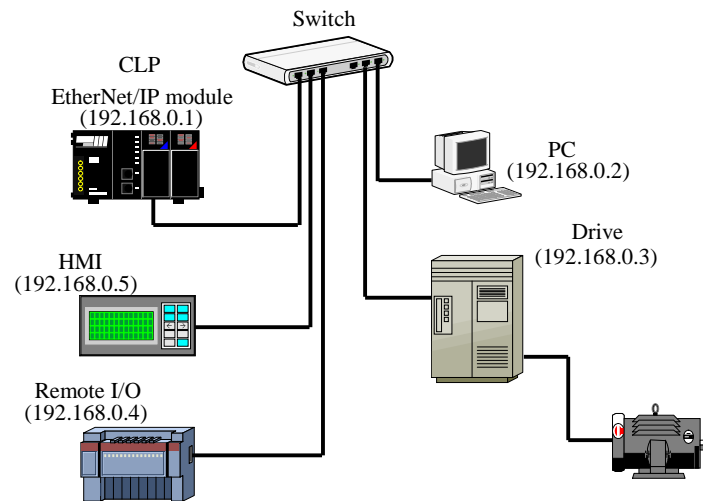 Switch
CLP
EtherNet/IP module
(192.168.0.1)
PC
(192.168.0.2)
Drive
(192.168.0.3)
HMI
(192.168.0.5)
Remote I/O
(192.168.0.4)